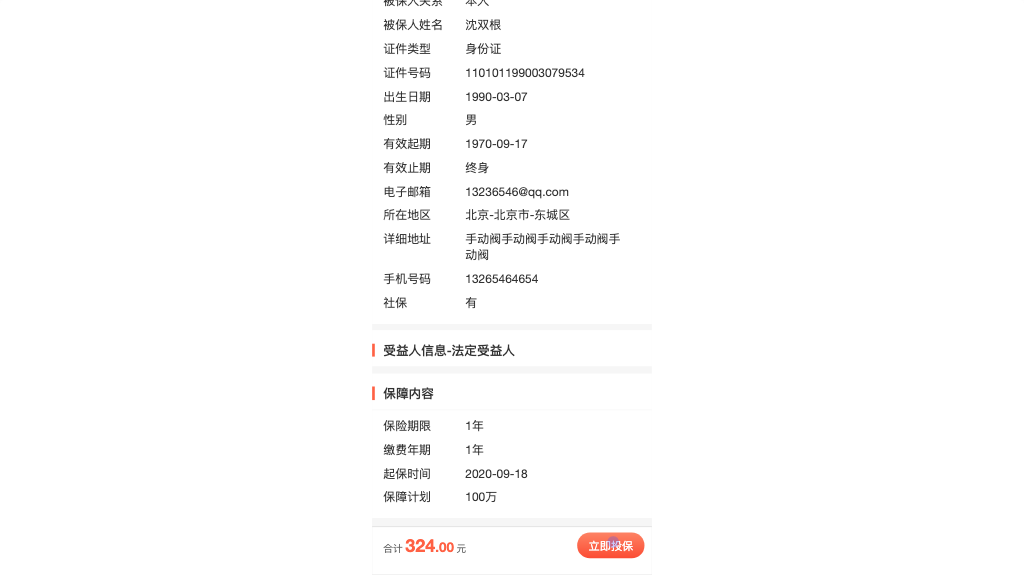 被保人关系 本人
被保人姓名 沈双根
证件类型 身份证
证件号码 110101199003079534
出生日期 1990-03-07
性别 男
有效起期 1970-09-17
有效止期 终身
电子邮箱 13236546@qq.com
所在地区 北京-北京市-东城区
详细地址 手动阀手动阀手动阀手动阀手
动阀
手机号码 13265464654
社保 有
受益人信息-法定受益人
保障内容
保险期限 1年
缴费年期 1年
起保时间 2020-09-18
保障计划 100万
合计 324.00 元 立即投保